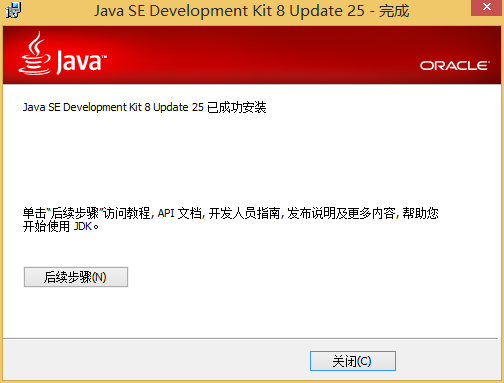 Java SE Development Kit 8 Update 25 - 完成
Java™
ORACLE
Java SE Development Kit 8 Update 25 已成功安装
单击“后续步骤”访问教程, API 文档, 开发人员指南, 发布说明及更多内容, 帮助您
开始使用 JDK。
后续步骤(N)
关闭(C)